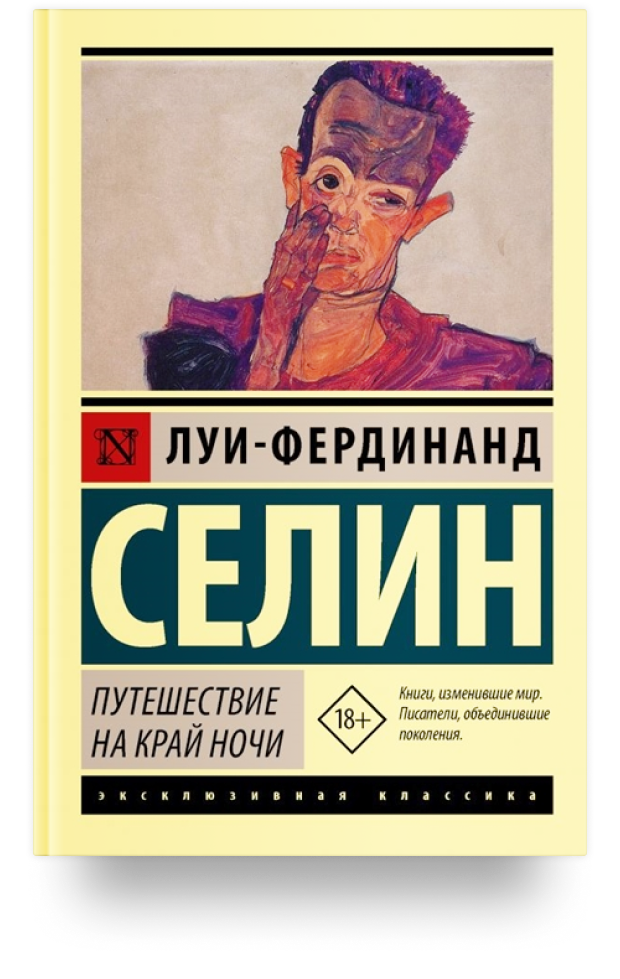 ЛУИ-ФЕРДИНАНД
СЕЛИН
ПУТЕШЕСТВИЕ
НА КРАЙ НОЧИ
18+
Книги, изменившие мир.
Писатели, объединившие
поколения.
эксклюзивная классика